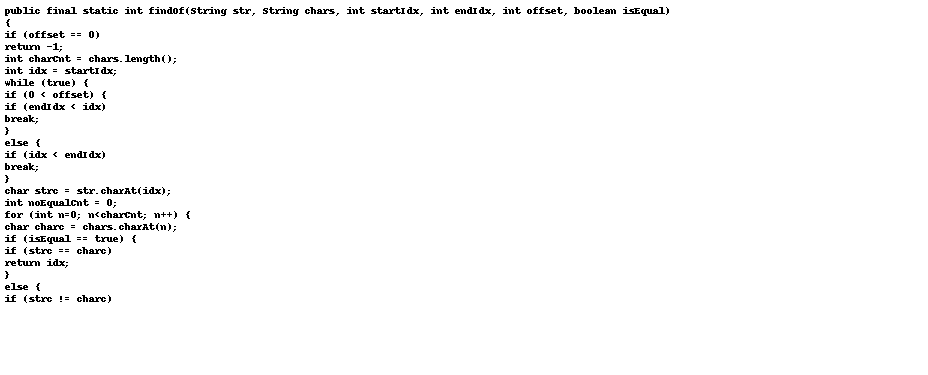 public final static int findOf(String str, String chars, int startIdx, int endIdx, int offset, boolean isEqual)
{
if (offset == 0)
return -1;
int charCnt = chars.length();
int idx = startIdx;
while (true) {
if (0 < offset) {
if (endIdx < idx)
break;
}
else {
if (idx < endIdx)
break;
}
char strc = str.charAt(idx);
int noEqualCnt = 0;
for (int n=0; n<charCnt; n++) {
char charc = chars.charAt(n);
if (isEqual == true) {
if (strc == charc)
return idx;
}
else {
if (strc != charc)